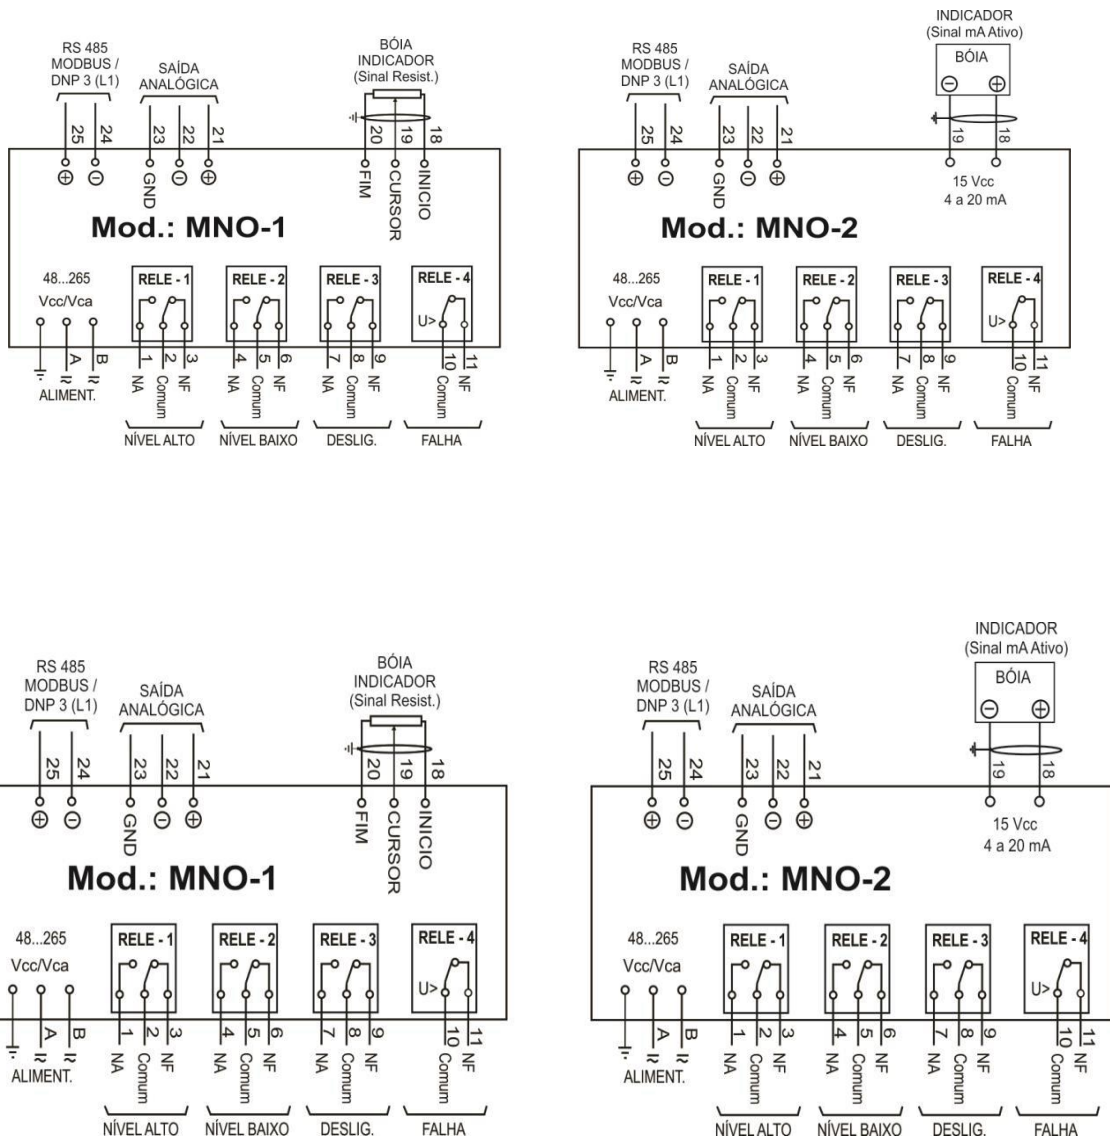 RS 485
MODBUS /
DNP 3 (L1)
SAÍDA
ANALÓGICA
BÓIA
INDICADOR
(Sinal Resist.)
25 24 23 22 21 20 19 18
GND FIM CURSOR INICIO
Mod.: MNO-1
48...265
Vcc/Vca
RELE - 1 RELE - 2 RELE - 3 RELE - 4
U>
A B 1 2 3 4 5 6 7 8 9 10 11
NA Comum NF NA Comum NF NA Comum NF Comum NF
ALIMENT.
NÍVEL ALTO NÍVEL BAIXO DESLIG. FALHA
INDICADOR
(Sinal mA Ativo)
BÓIA
RS 485
MODBUS /
DNP 3 (L1)
SAÍDA
ANALÓGICA
25 24 23 22 21 19 18
GND
15 Vcc
4 a 20 mA
Mod.: MNO-2
48...265
Vcc/Vca
RELE - 1 RELE - 2 RELE - 3 RELE - 4
U>
A B 1 2 3 4 5 6 7 8 9 10 11
NA Comum NF NA Comum NF NA Comum NF Comum NF
ALIMENT.
NÍVEL ALTO NÍVEL BAIXO DESLIG. FALHA
RS 485
MODBUS /
DNP 3 (L1)
SAÍDA
ANALÓGICA
BÓIA
INDICADOR
(Sinal Resist.)
25 24 23 22 21 20 19 18
GND FIM CURSOR INICIO
Mod.: MNO-1
48...265
Vcc/Vca
RELE - 1 RELE - 2 RELE - 3 RELE - 4
U>
A B 1 2 3 4 5 6 7 8 9 10 11
NA Comum NF NA Comum NF NA Comum NF Comum NF
ALIMENT.
NÍVEL ALTO NÍVEL BAIXO DESLIG. FALHA
INDICADOR
(Sinal mA Ativo)
BÓIA
RS 485
MODBUS /
DNP 3 (L1)
SAÍDA
ANALÓGICA
25 24 23 22 21 19 18
GND
15 Vcc
4 a 20 mA
Mod.: MNO-2
48...265
Vcc/Vca
RELE - 1 RELE - 2 RELE - 3 RELE - 4
U>
A B 1 2 3 4 5 6 7 8 9 10 11
NA Comum NF NA Comum NF NA Comum NF Comum NF
ALIMENT.
NÍVEL ALTO NÍVEL BAIXO DESLIG. FALHA